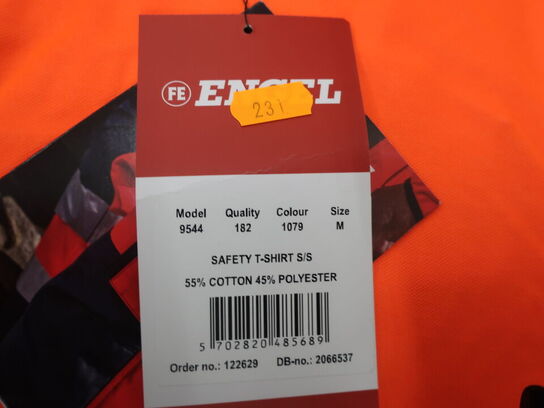 FE ENGEL
231
Model Quality Colour Size
9544 182 1079 M
SAFETY T-SHIRT S/S
55% COTTON 45% POLYESTER
5 702820 485689
Order no.: 122629 DB-no.: 2066537